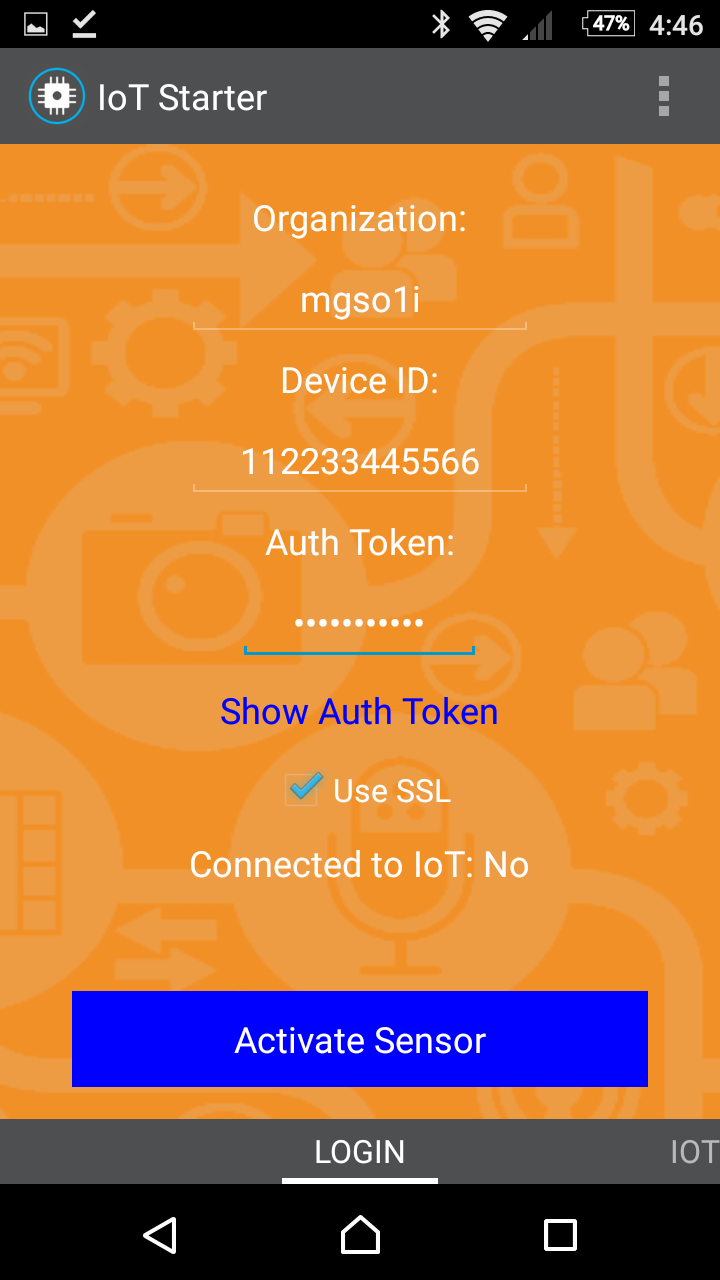 47% 4:46
IoT Starter
Organization:
mgso1i
Device ID:
112233445566
Auth Token:
•••••••••••
Show Auth Token
Use SSL
Connected to IoT: No
Activate Sensor
LOGIN IOT